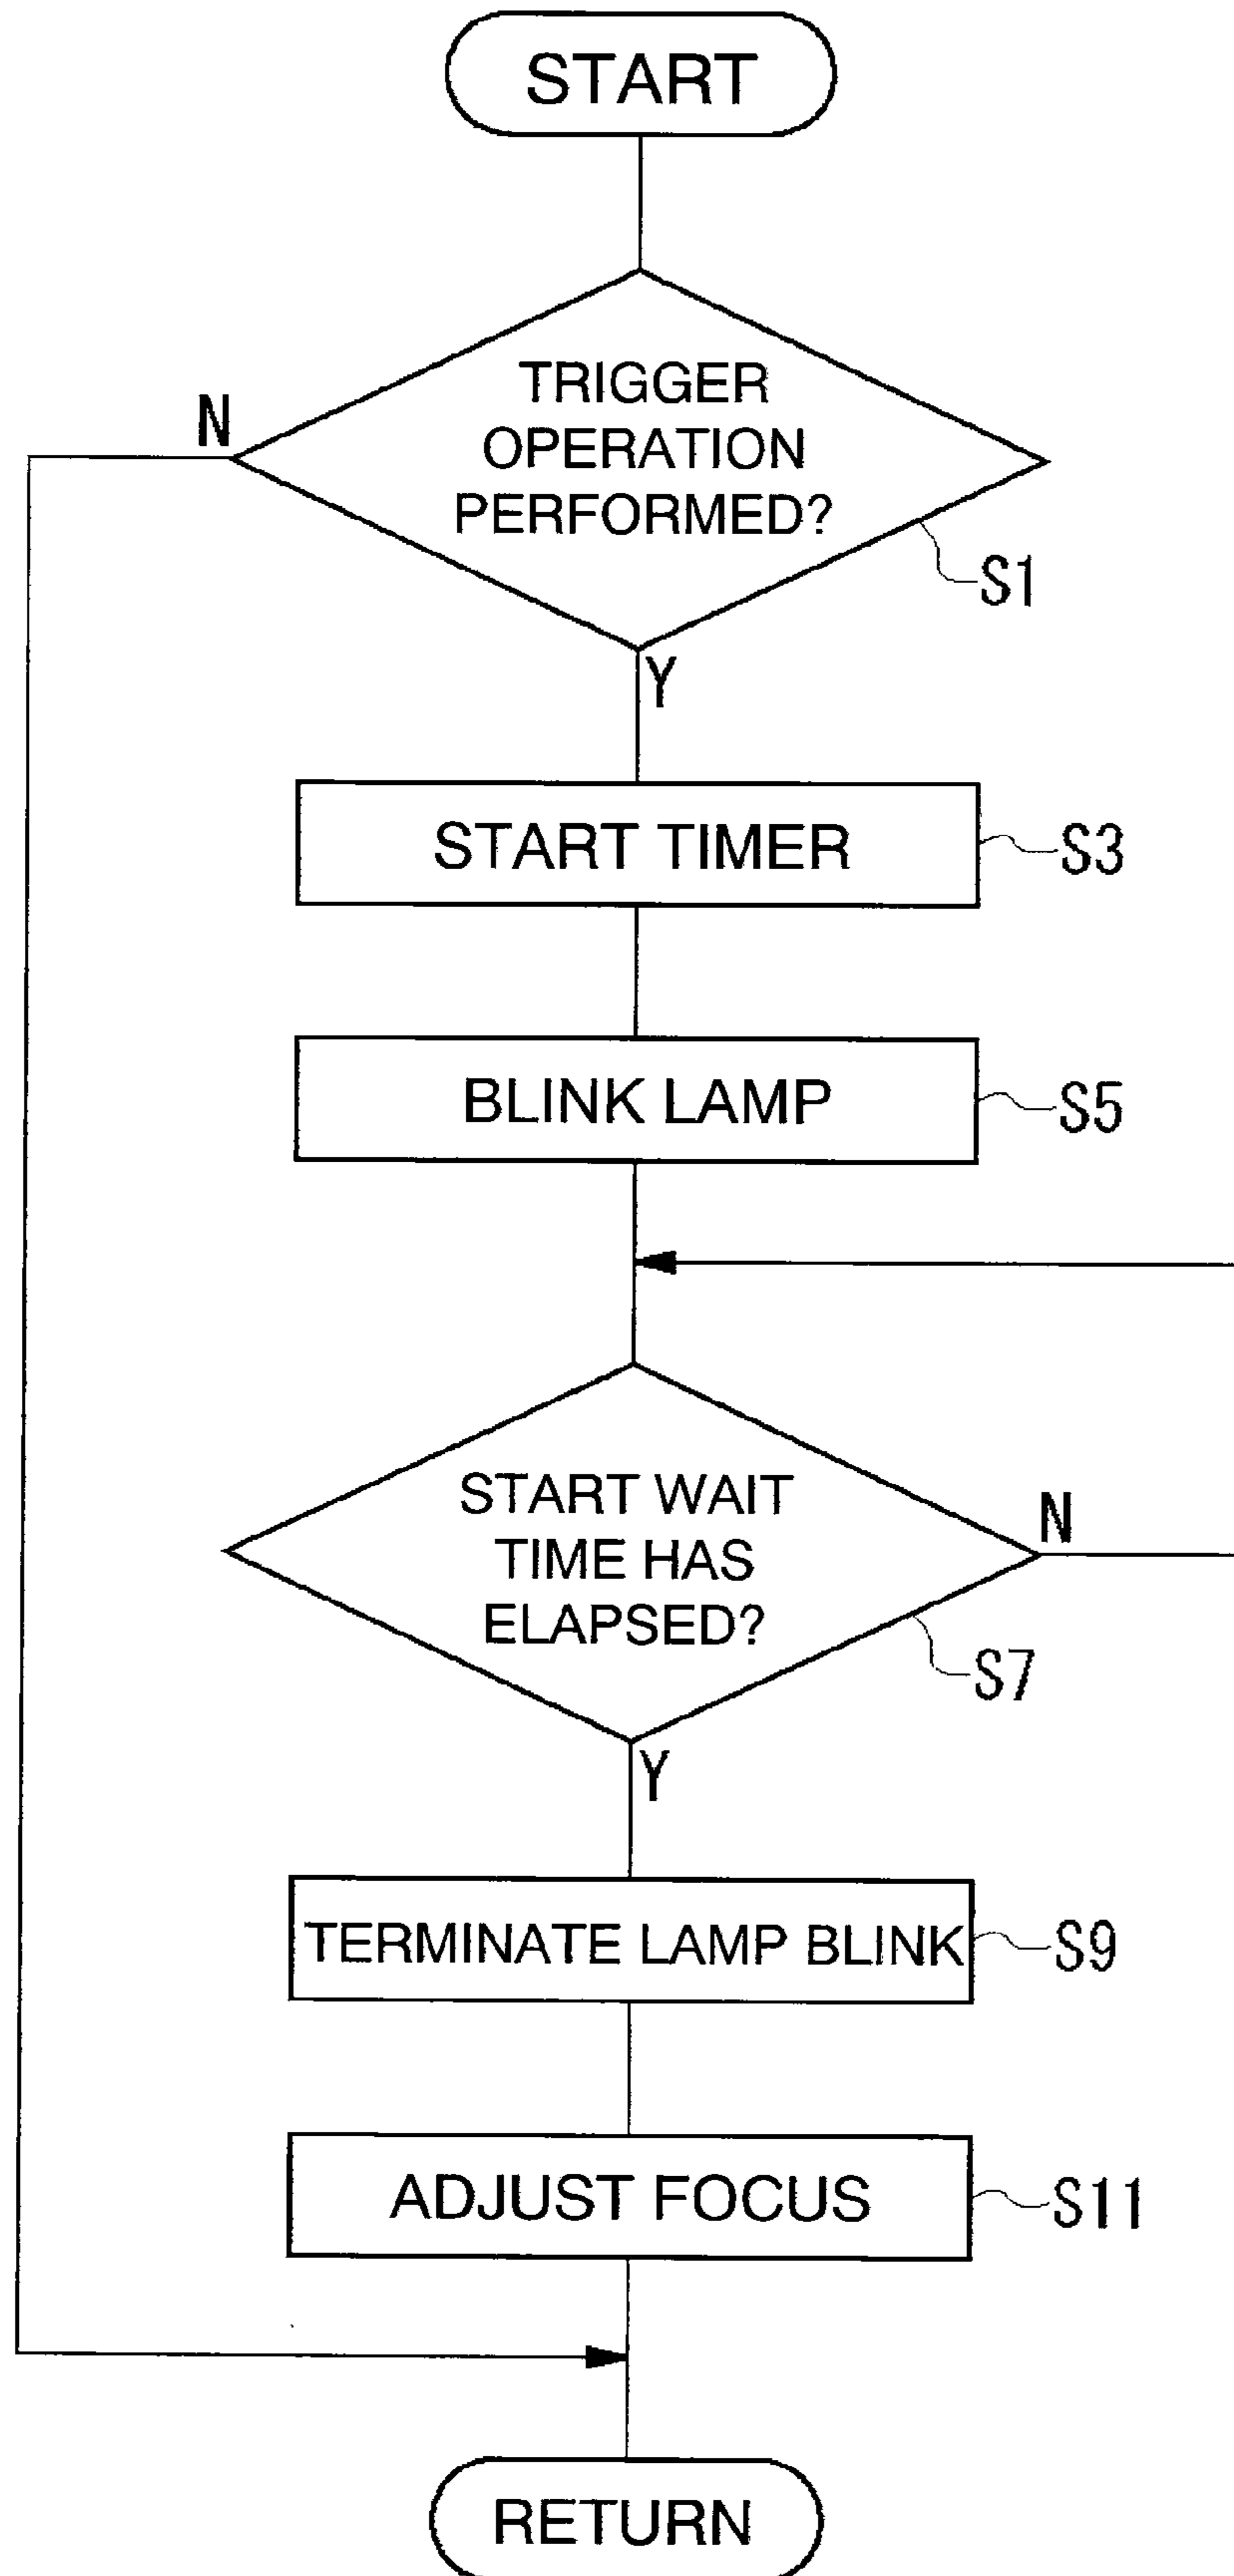 START
TRIGGER
OPERATION
PERFORMED?
N
S1
Y
START TIMER
S3
BLINK LAMP
S5
START WAIT
TIME HAS
ELAPSED?
N
S7
Y
TERMINATE LAMP BLINK
S9
ADJUST FOCUS
S11
RETURN